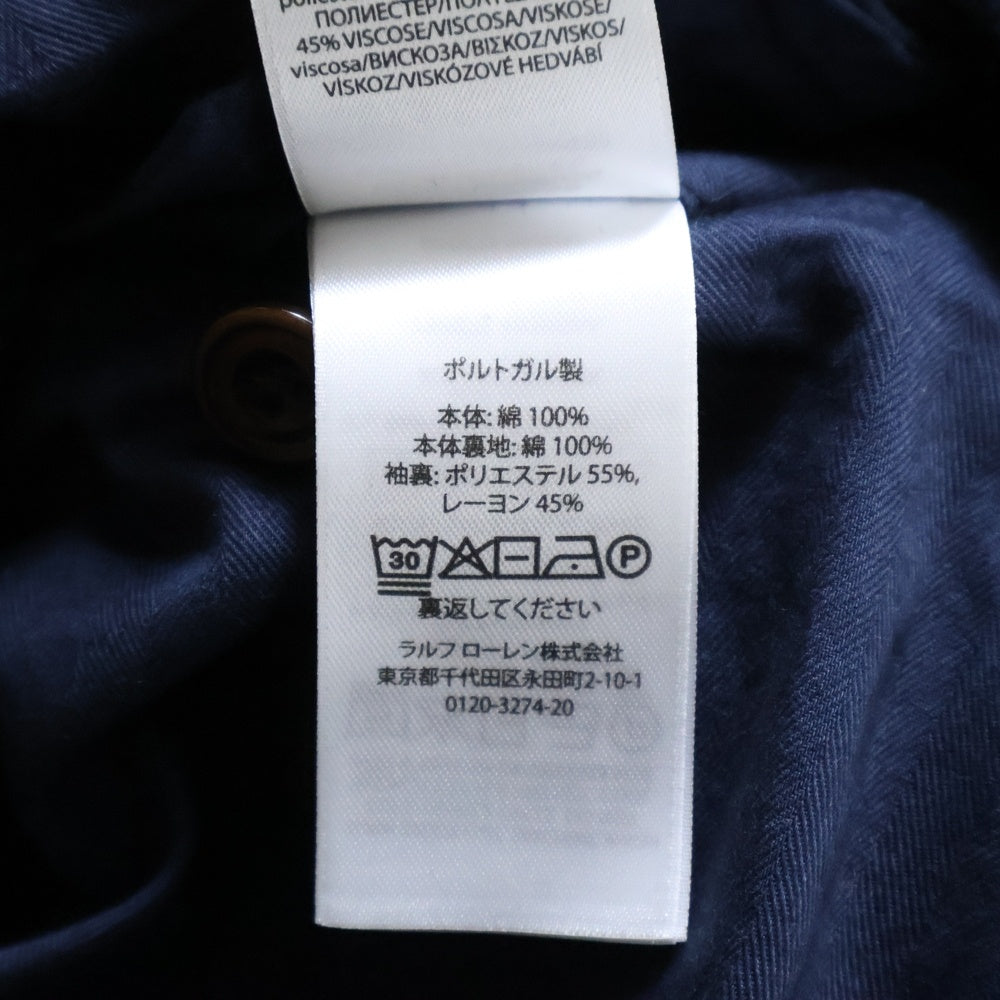 ПОЛИЕСТЕР/
45% VISCOSE/VISCOSA/VISKOSE/
viscosa/ВИСКОЗА/ΒΙΣΚΟΖ/VISKOS/
VİSKOZ/VISKÓZOVÉ HEDVÁBÍ
ポルトガル製
本体: 綿 100%
本体裏地: 綿 100%
袖裏: ポリエステル 55%,
レーヨン 45%
30 P
裏返してください
ラルフ ローレン株式会社
東京都千代田区永田町2-10-1
0120-3274-20